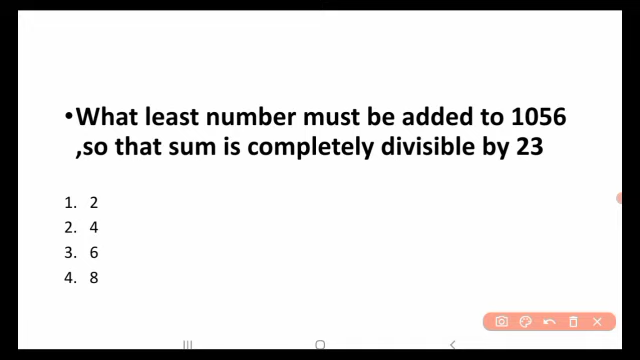 •What least number must be added to 1056
,so that sum is completely divisible by 23
1. 2
2. 4
3. 6
4. 8